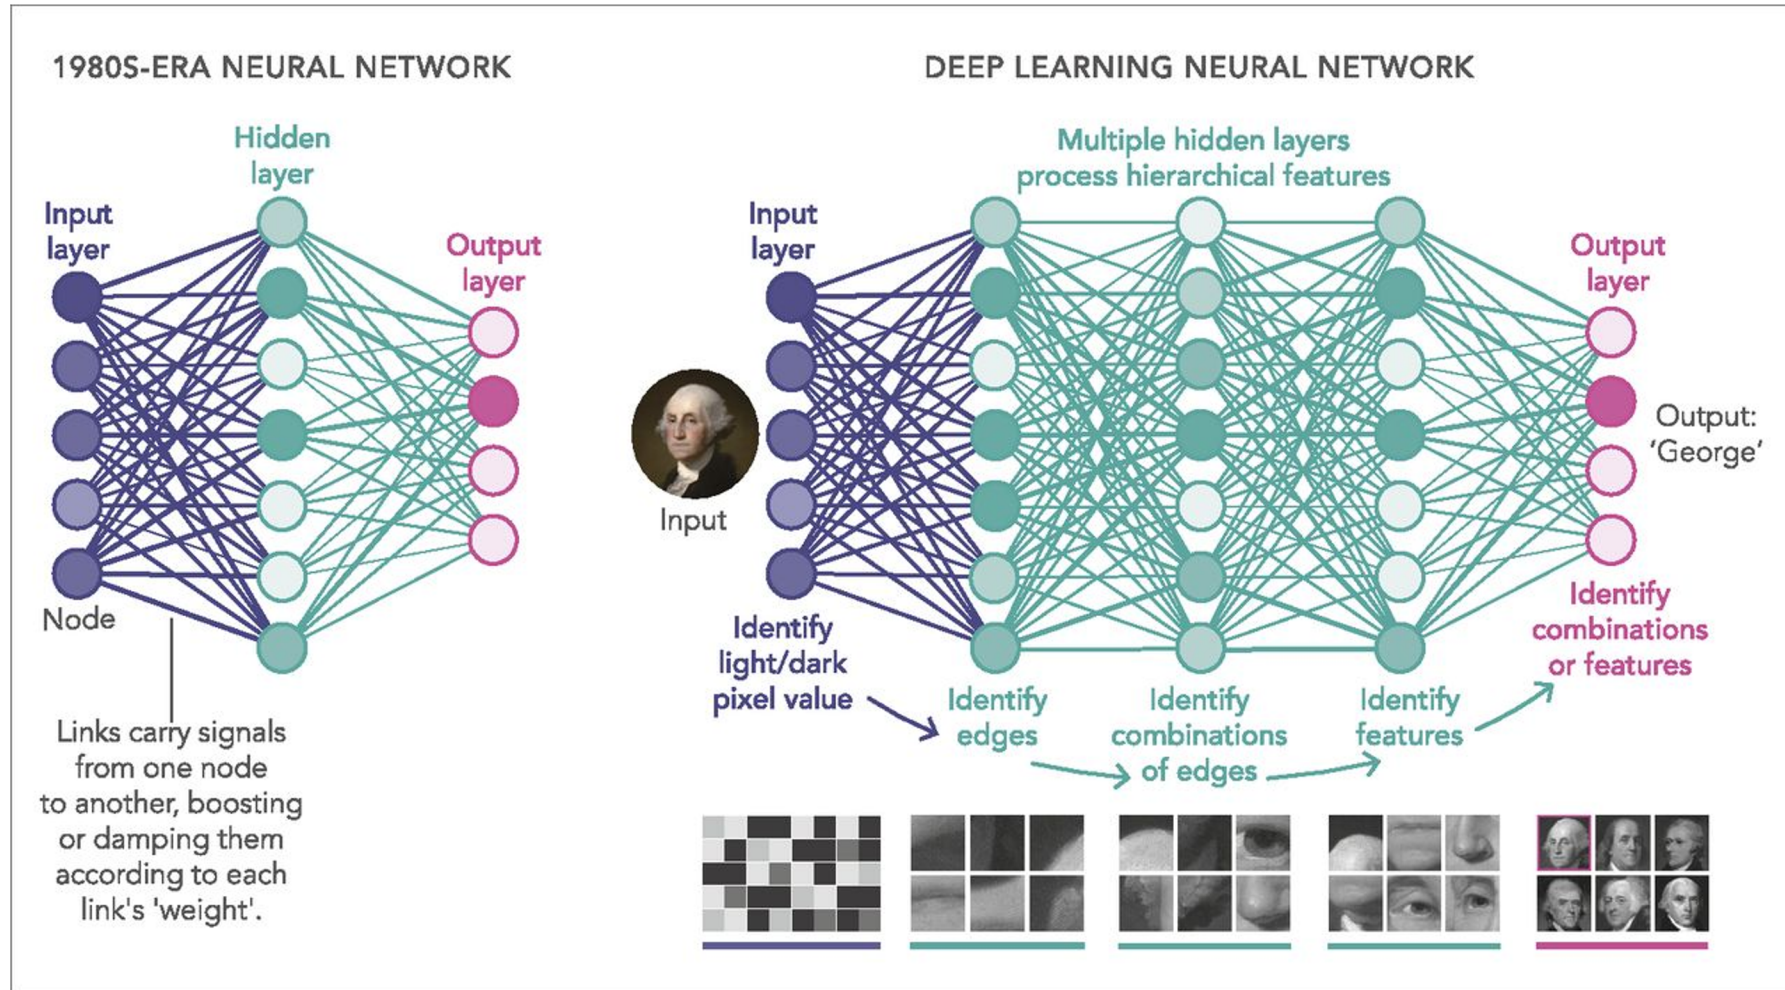 1980S-ERA NEURAL NETWORK
Hidden
layer
Input
layer
Output
layer
Node
Links carry signals
from one node
to another, boosting
or damping them
according to each
link's 'weight'.
DEEP LEARNING NEURAL NETWORK
Multiple hidden layers
process hierarchical features
Input
layer
Output
layer
Input
Output:
‘George’
Identify
light/dark
pixel value
Identify
edges
Identify
combinations
of edges
Identify
features
Identify
combinations
or features